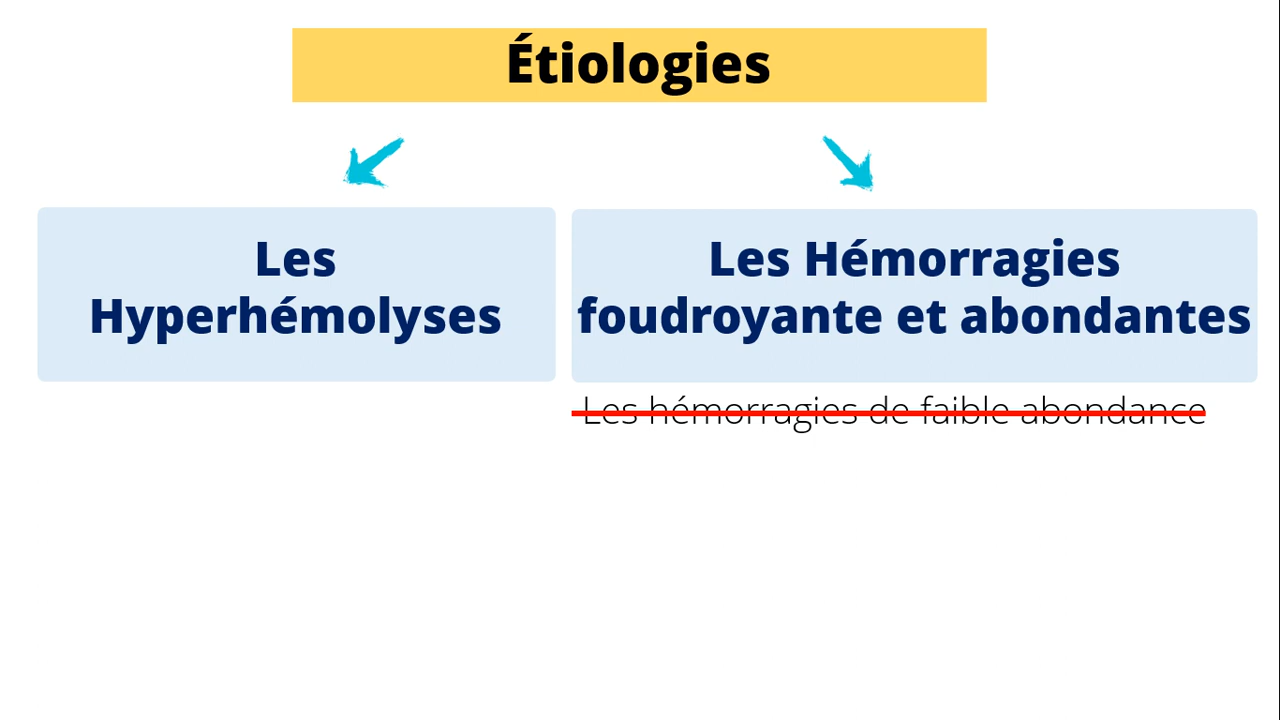 Étiologies
Les
Hyperhémolyses
Les Hémorragies
foudroyante et abondantes
Les hémorragies de faible abondance